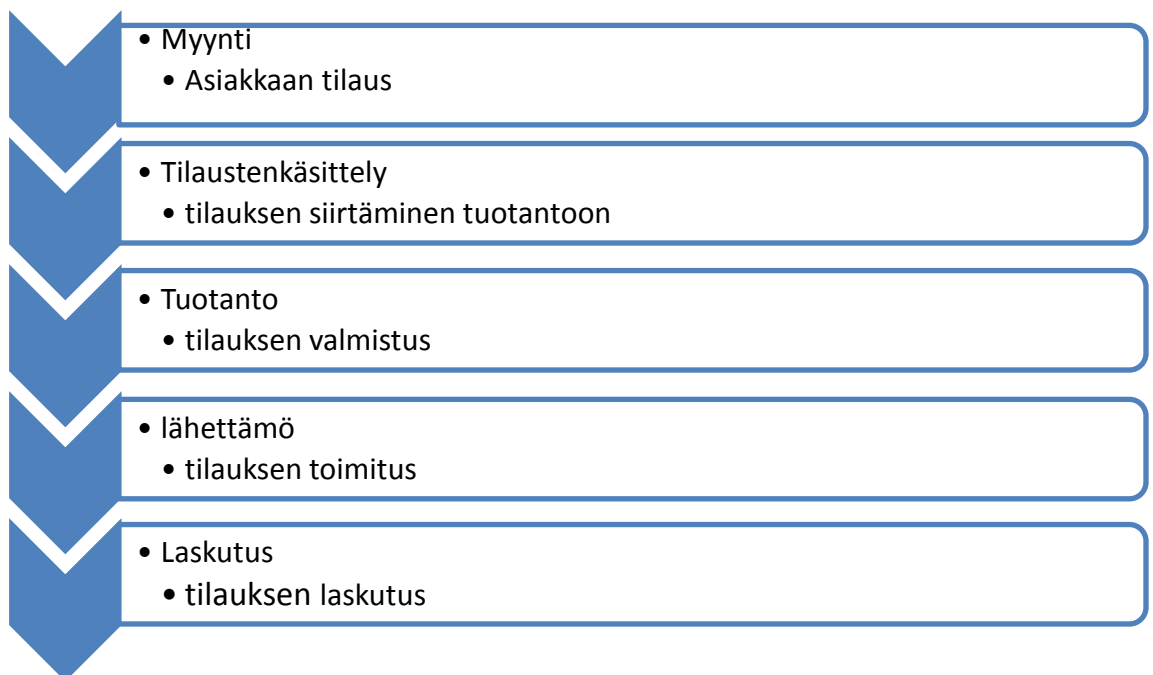 • Myynti
• Asiakkaan tilaus
• Tilaustenkäsittely
• tilauksen siirtäminen tuotantoon
• Tuotanto
• tilauksen valmistus
• lähettämö
• tilauksen toimitus
• Laskutus
• tilauksen laskutus